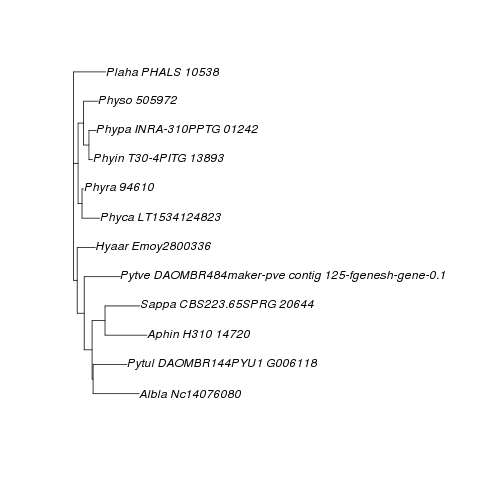 Plaha PHALS 10538
Physo 505972
Phypa INRA-310PPTG 01242
Phyin T30-4PITG 13893
Phyra 94610
Phyca LT1534124823
Hyaar Emoy2800336
Pytve DAOMBR484maker-pve contig 125-fgenesh-gene-0.1
Sappa CBS223.65SPRG 20644
Aphin H310 14720
Pytul DAOMBR144PYU1 G006118
Albla Nc14076080